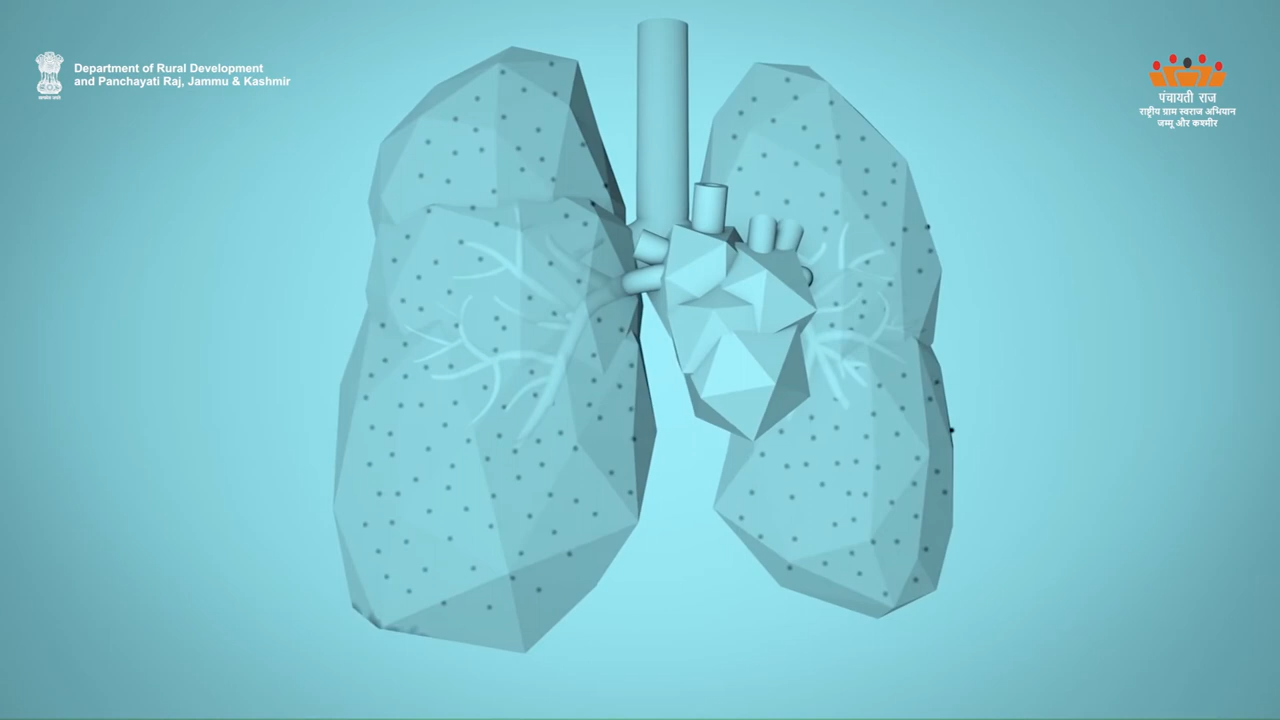 Department of Rural Development
and Panchayati Raj, Jammu & Kashmir
पंचायती राज
राष्ट्रीय ग्राम स्वराज अभियान
जम्मू और कश्मीर